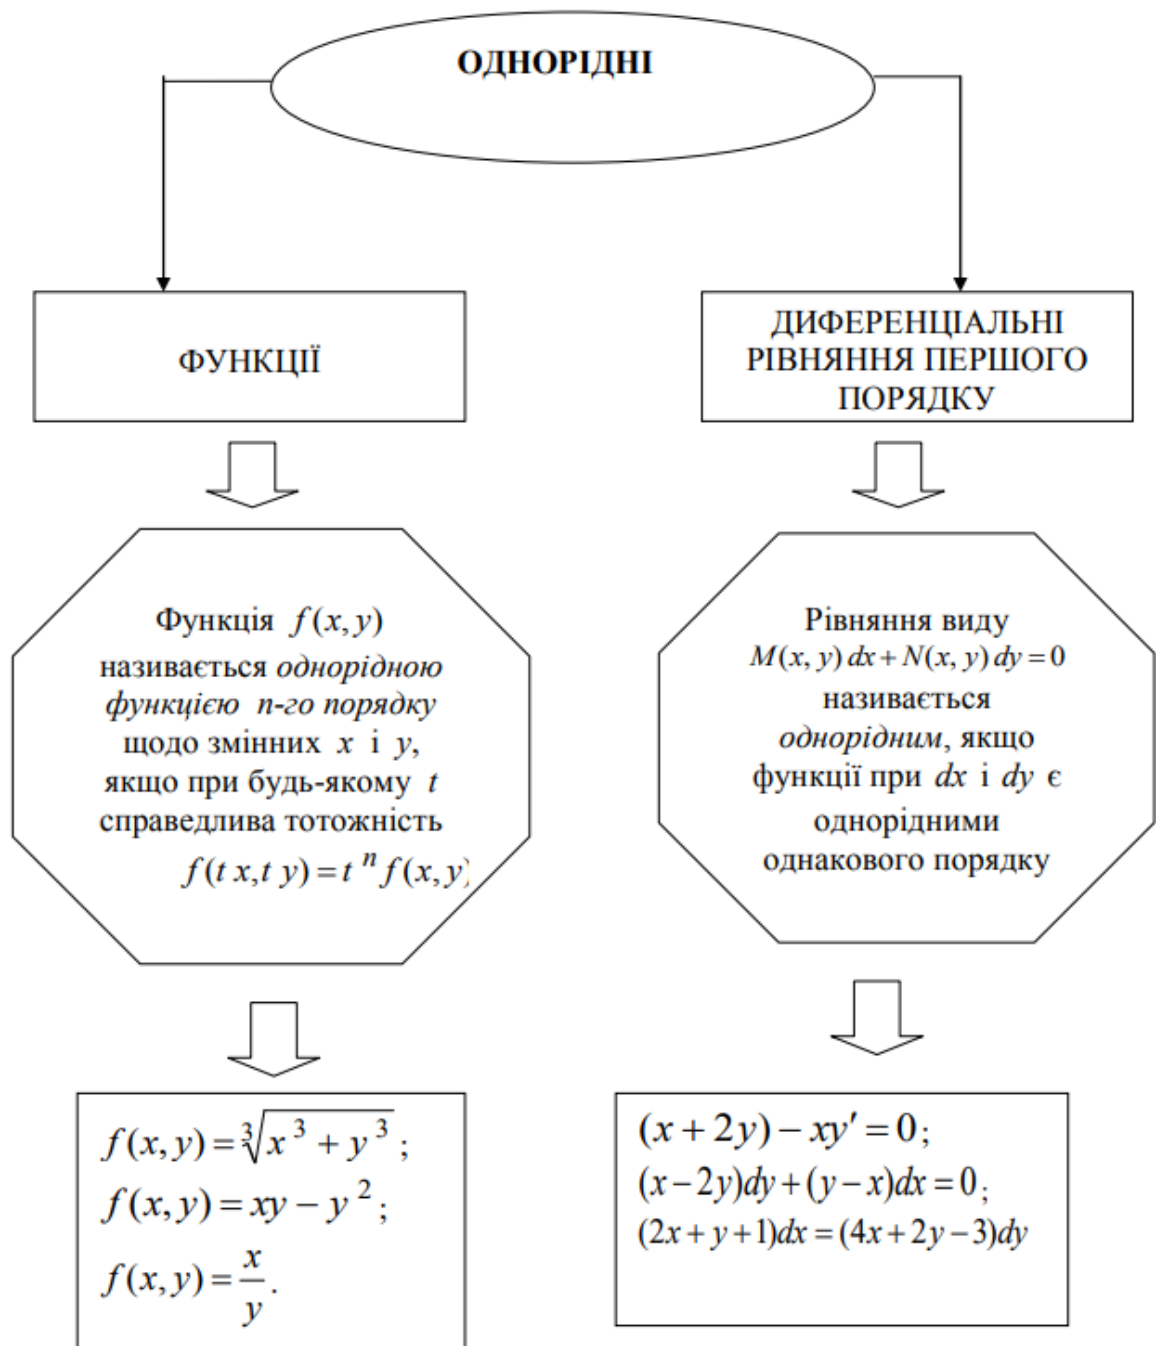 ОДНОРІДНІ
ФУНКЦІЇ
Функція f(x, y)
називається однорідною
функцією n-го порядку
щодо змінних x і y,
якщо при будь-якому t
справедлива тотожність
f(t x,t y) = t ⁿ f(x, y)
f(x, y) = ∛(x ³ + y ³) ;
f(x, y) = xy − y ² ;
f(x, y) = x/y .
ДИФЕРЕНЦІАЛЬНІ
РІВНЯННЯ ПЕРШОГО
ПОРЯДКУ
Рівняння виду
M(x, y) dx + N(x, y) dy = 0
називається
однорідним, якщо
функції при dx і dy є
однорідними
однакового порядку
(x + 2y) − xy′ = 0 ;
(x − 2y)dy + (y − x)dx = 0 ;
(2x + y + 1)dx = (4x + 2y − 3)dy